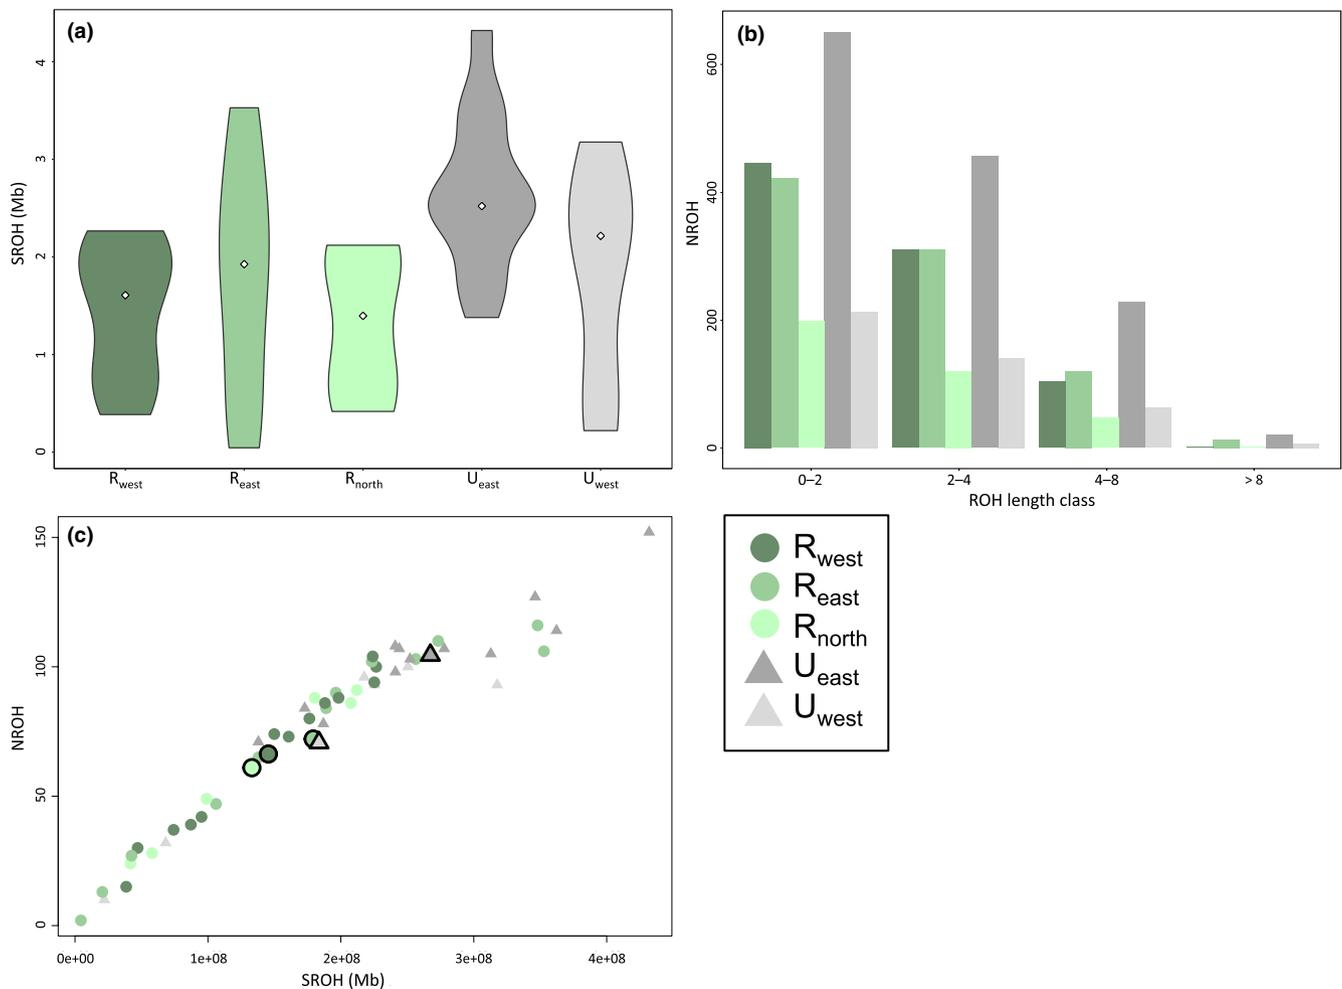 (a)
SROH (Mb)
4
3
2
1
0
Rwest
Reast
Rnorth
Ueast
Uwest
(b)
NROH
600
400
200
0
0–2
2–4
4–8
>8
ROH length class
(c)
NROH
150
100
50
0
0e+00
1e+08
2e+08
3e+08
4e+08
SROH (Mb)
Rwest
Reast
Rnorth
Ueast
Uwest